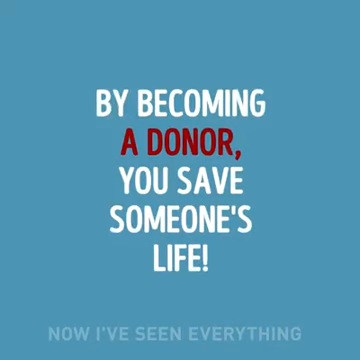 BY BECOMING
A DONOR,
YOU SAVE
SOMEONE'S
LIFE!
NOW I'VE SEEN EVERYTHING